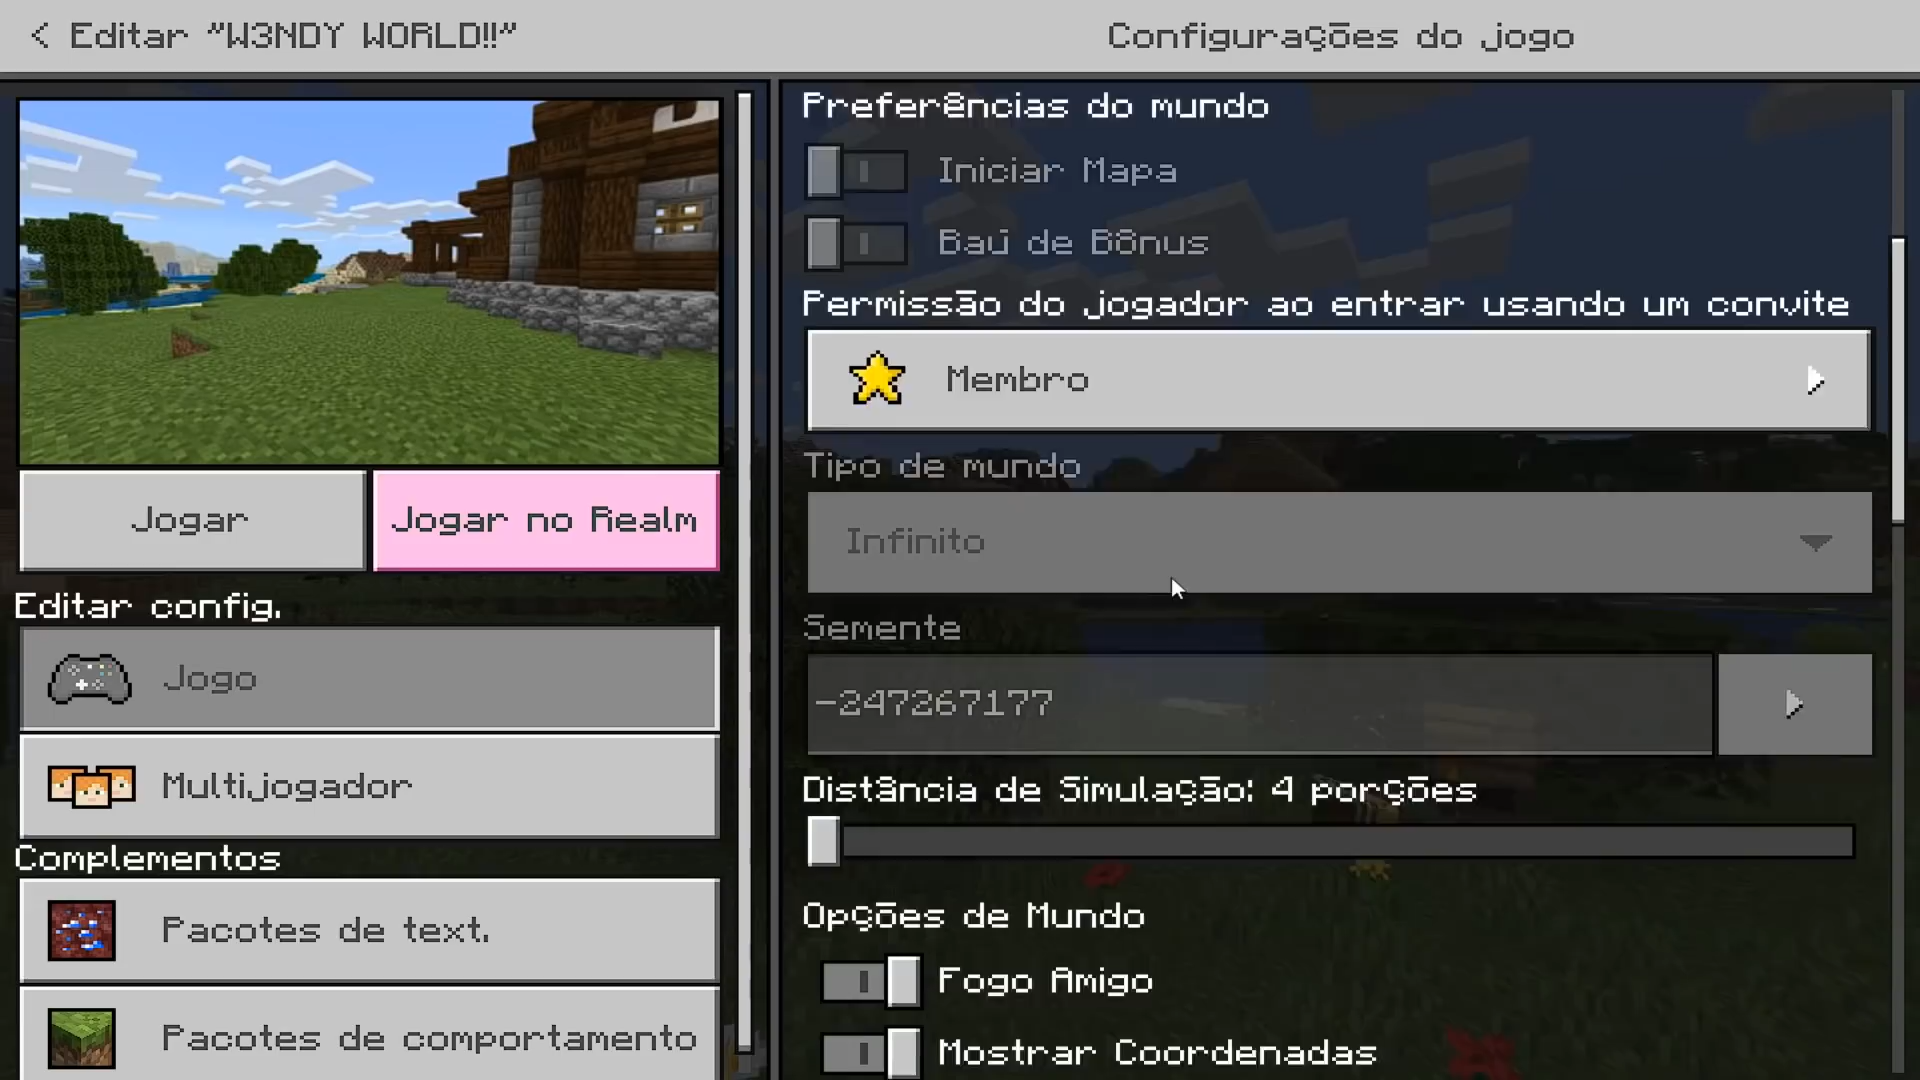 < Editar "W3NDY WORLD!!"
Configurações do jogo
Jogar
Jogar no Realm
Editar config.
Jogo
Multijogador
Complementos
Pacotes de text.
Pacotes de comportamento
Preferências do mundo
Iniciar Mapa
Baú de Bônus
Permissão do jogador ao entrar usando um convite
Membro
Tipo de mundo
Infinito
Semente
-247267177
Distância de Simulação: 4 porções
Opções de Mundo
Fogo Amigo
Mostrar Coordenadas